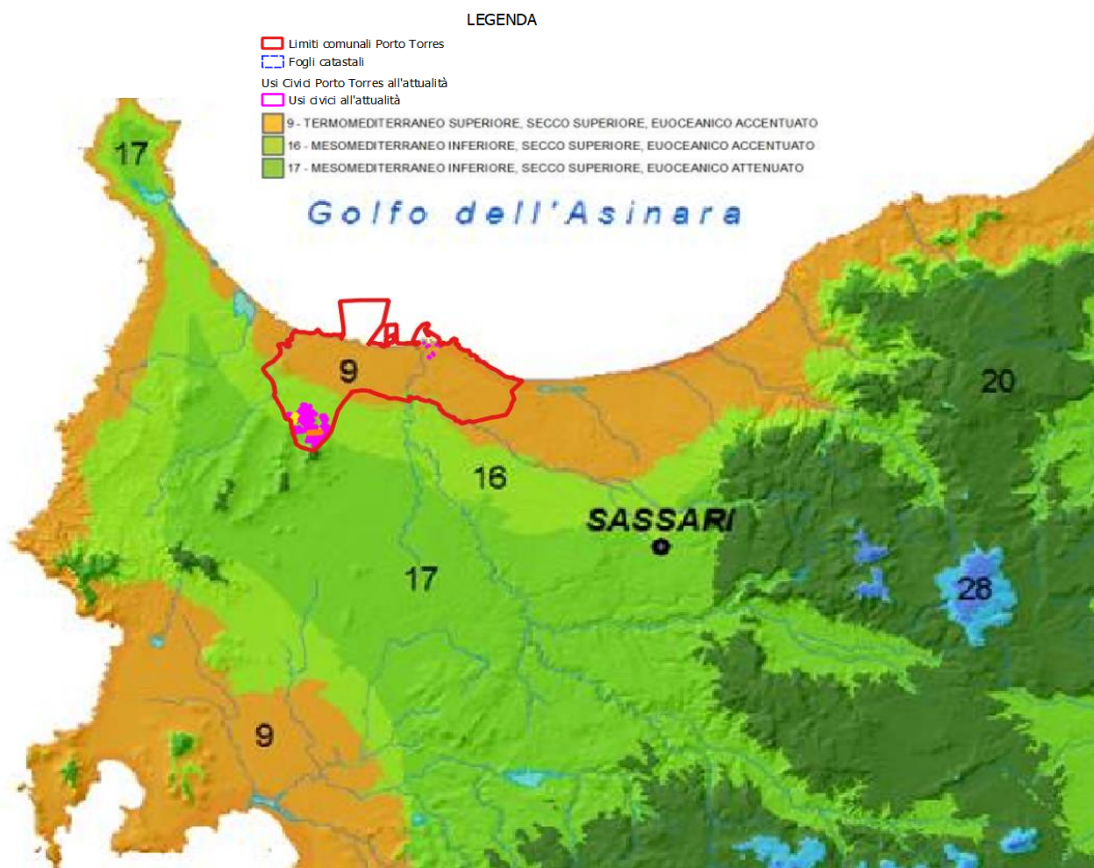 LEGENDA
Limiti comunali Porto Torres
Fogli catastali
Usi Civici Porto Torres all'attualità
Usi civici all'attualità
9 - TERMOMEDITERRANEO SUPERIORE, SECCO SUPERIORE, EUOCEANICO ACCENTUATO
16 - MESOMEDITERRANEO INFERIORE, SECCO SUPERIORE, EUOCEANICO ACCENTUATO
17 - MESOMEDITERRANEO INFERIORE, SECCO SUPERIORE, EUOCEANICO ATTENUATO
17
Golfo dell'Asinara
9
20
16
SASSARI
17
28
9